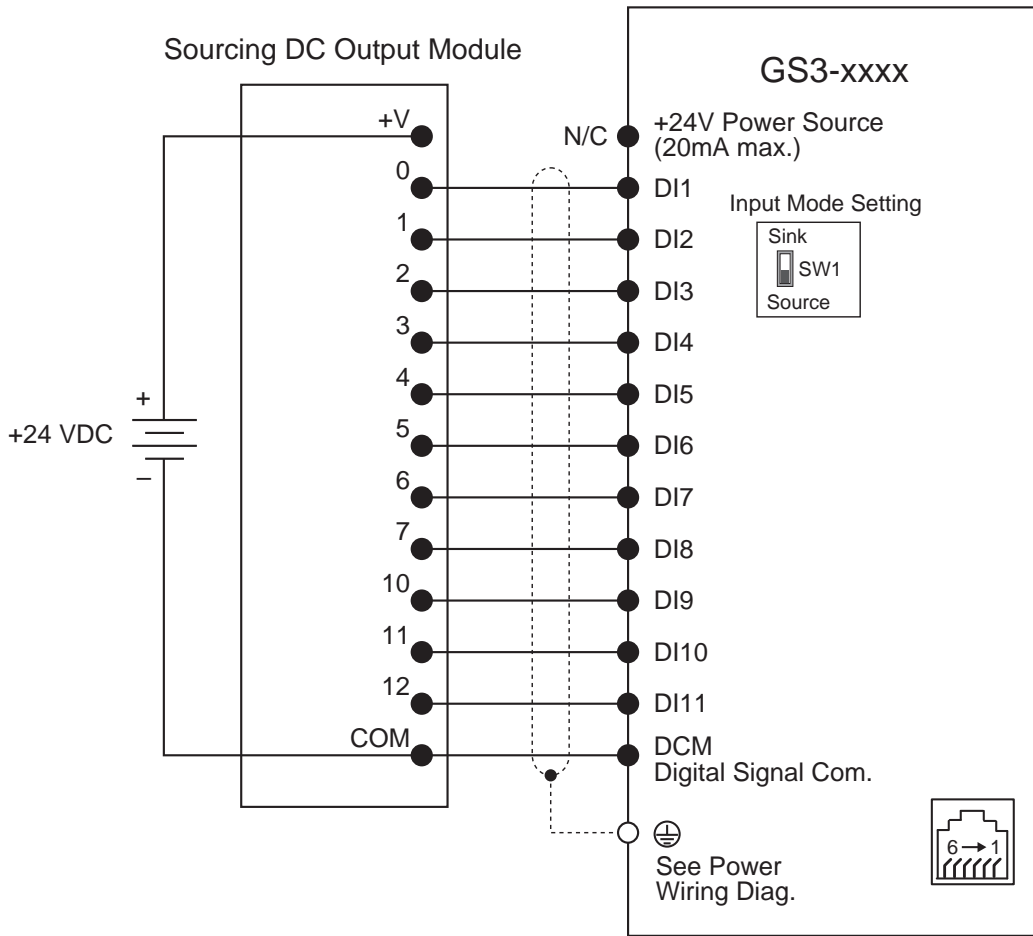 Sourcing DC Output Module
GS3-xxxx
+V
N/C
+24V Power Source
(20mA max.)
0
DI1
Input Mode Setting
Sink
SW1
Source
1
DI2
2
DI3
3
DI4
4
DI5
+
+24 VDC
–
5
DI6
6
DI7
7
DI8
10
DI9
11
DI10
12
DI11
COM
DCM
Digital Signal Com.
See Power
Wiring Diag.
6→1